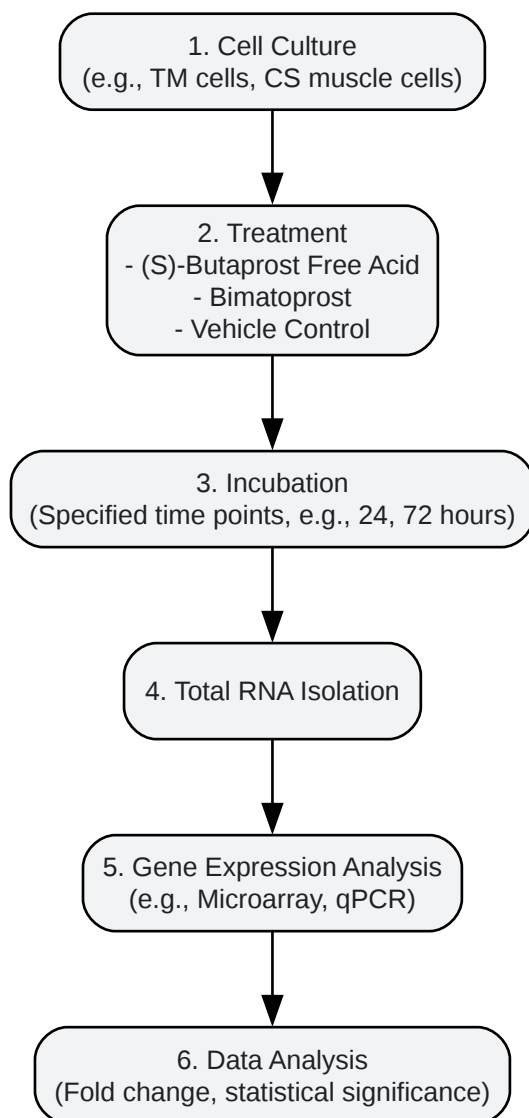 1. Cell Culture
(e.g., TM cells, CS muscle cells)
2. Treatment
- (S)-Butaprost Free Acid
- Bimatoprost
- Vehicle Control
3. Incubation
(Specified time points, e.g., 24, 72 hours)
4. Total RNA Isolation
5. Gene Expression Analysis
(e.g., Microarray, qPCR)
6. Data Analysis
(Fold change, statistical significance)